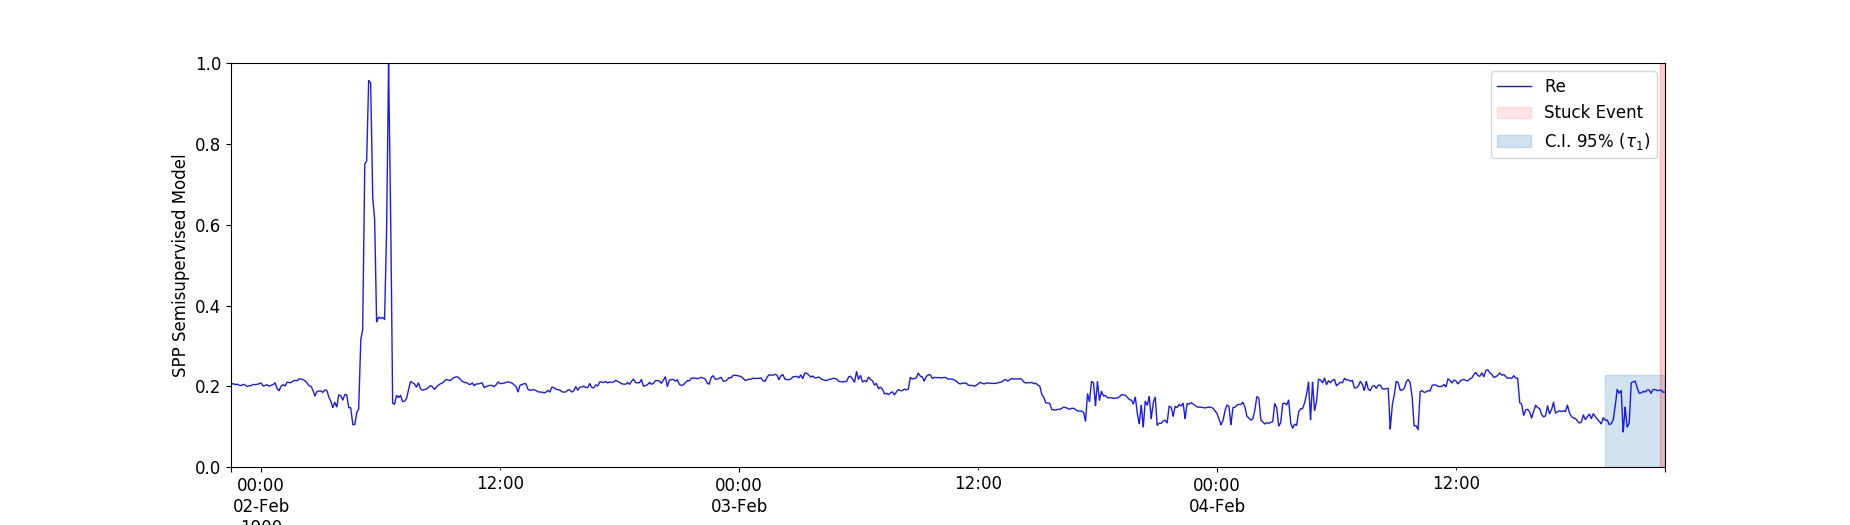 1.0
0.8
0.6
0.4
0.2
0.0
SPP Semisupervised Model
Re
Stuck Event
C.I. 95% (τ₁)
00:00 12:00 00:00 12:00 00:00 12:00
02-Feb 03-Feb 04-Feb
1900